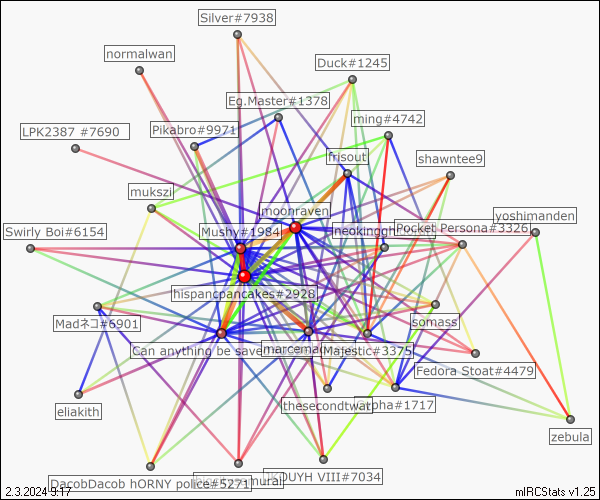 Silver#7938
normalwan
Duck#1245
Eg.Master#1378
ming#4742
LPK2387 #7690
Pikabro#9971
frisout
shawntee9
mukszi
moonraven
yoshimanden
Swirly Boi#6154
Mushy#1984
Pocket Persona#3326
hispancpancakes#2928
Madネコ#6901
somass
Can anything be save
marcema
Majestic#3375
Fedora Stoat#4479
eliakith
thesecondtwat
pha#1717
zebula
DacobDacob hORNY police#5271
mural
KOUYH VIII#7034
2.3.2024 9:17
mIRCStats v1.25